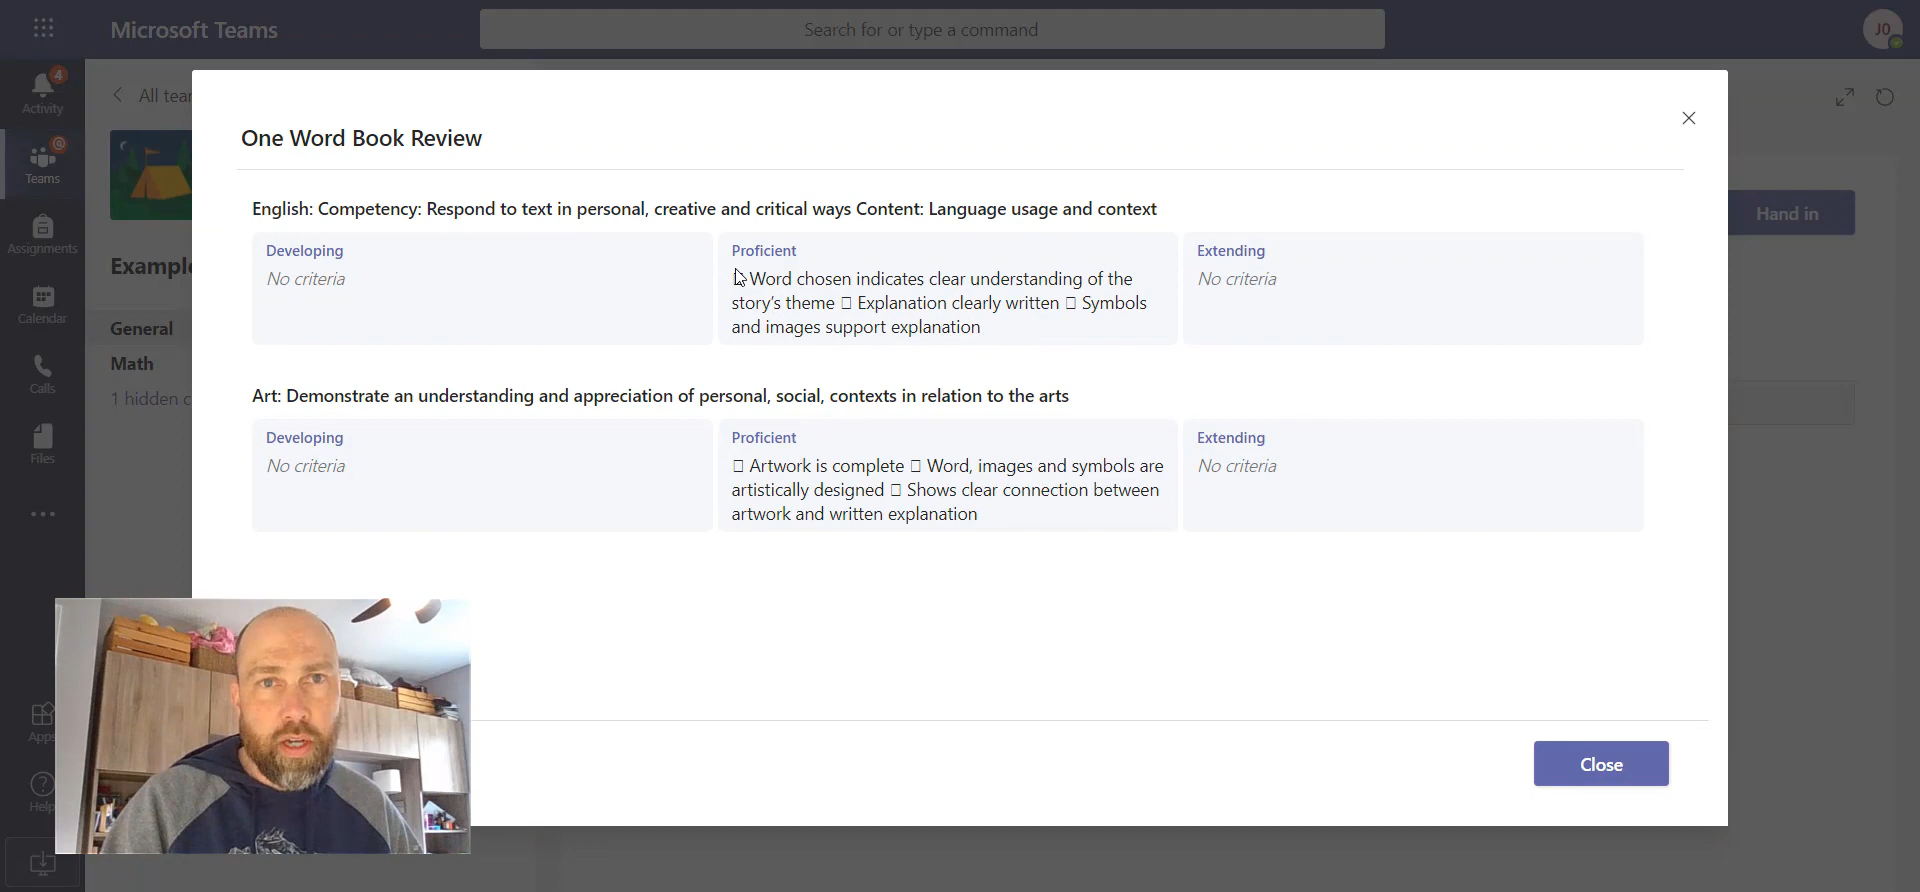 Microsoft Teams
Search for or type a command
J0
4
Activity
All tear
@
Teams
Assignments
Hand in
Example
Calendar
General
Math
1 hidden c
Calls
Files
Apps
Help
One Word Book Review
English: Competency: Respond to text in personal, creative and critical ways Content: Language usage and context
Developing
No criteria
Proficient
Word chosen indicates clear understanding of the
story's theme ▯ Explanation clearly written ▯ Symbols
and images support explanation
Extending
No criteria
Art: Demonstrate an understanding and appreciation of personal, social, contexts in relation to the arts
Developing
No criteria
Proficient
▯ Artwork is complete ▯ Word, images and symbols are
artistically designed ▯ Shows clear connection between
artwork and written explanation
Extending
No criteria
Close